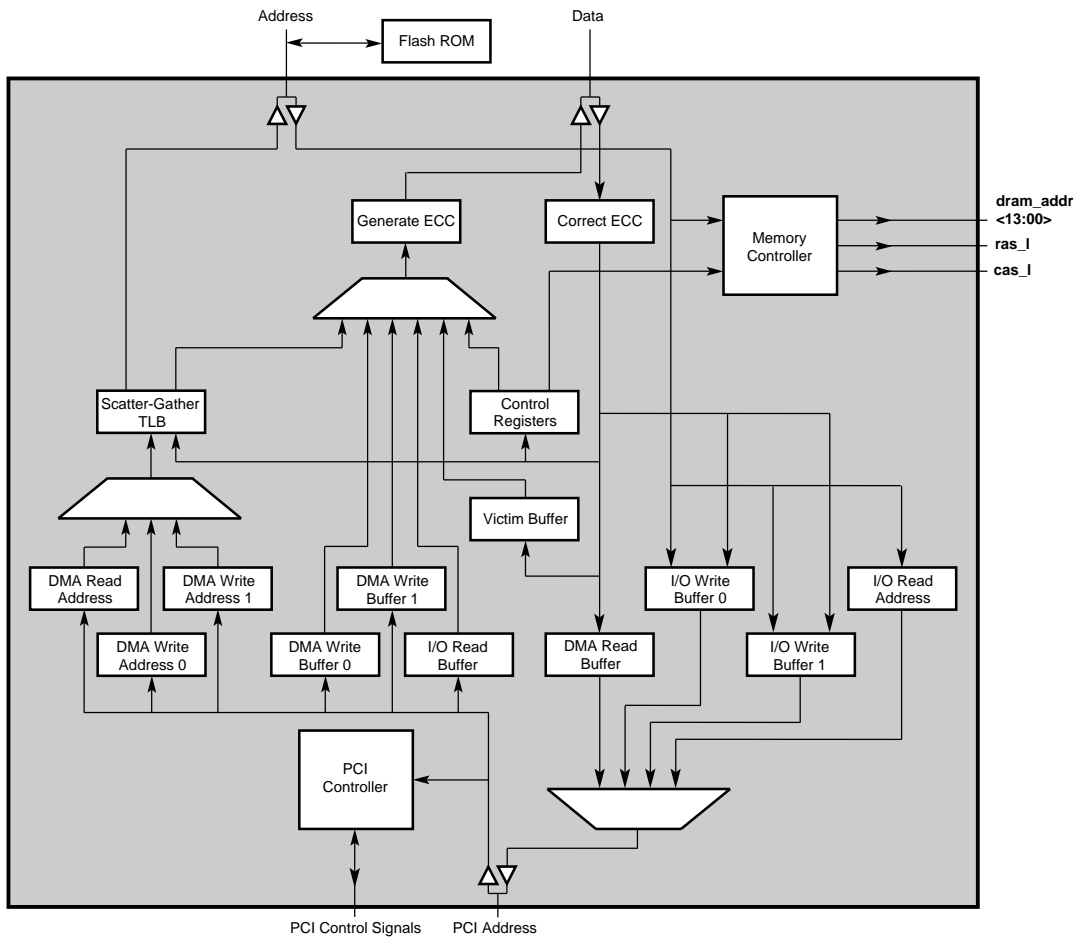 Address
Data
Flash ROM
Generate ECC
Correct ECC
Memory
Controller
dram_addr
<13:00>
ras_l
cas_l
Scatter-Gather
TLB
Control
Registers
Victim Buffer
DMA Read
Address
DMA Write
Address 1
DMA Write
Buffer 1
I/O Write
Buffer 0
I/O Read
Address
DMA Write
Address 0
DMA Write
Buffer 0
I/O Read
Buffer
DMA Read
Buffer
I/O Write
Buffer 1
PCI
Controller
PCI Control Signals
PCI Address